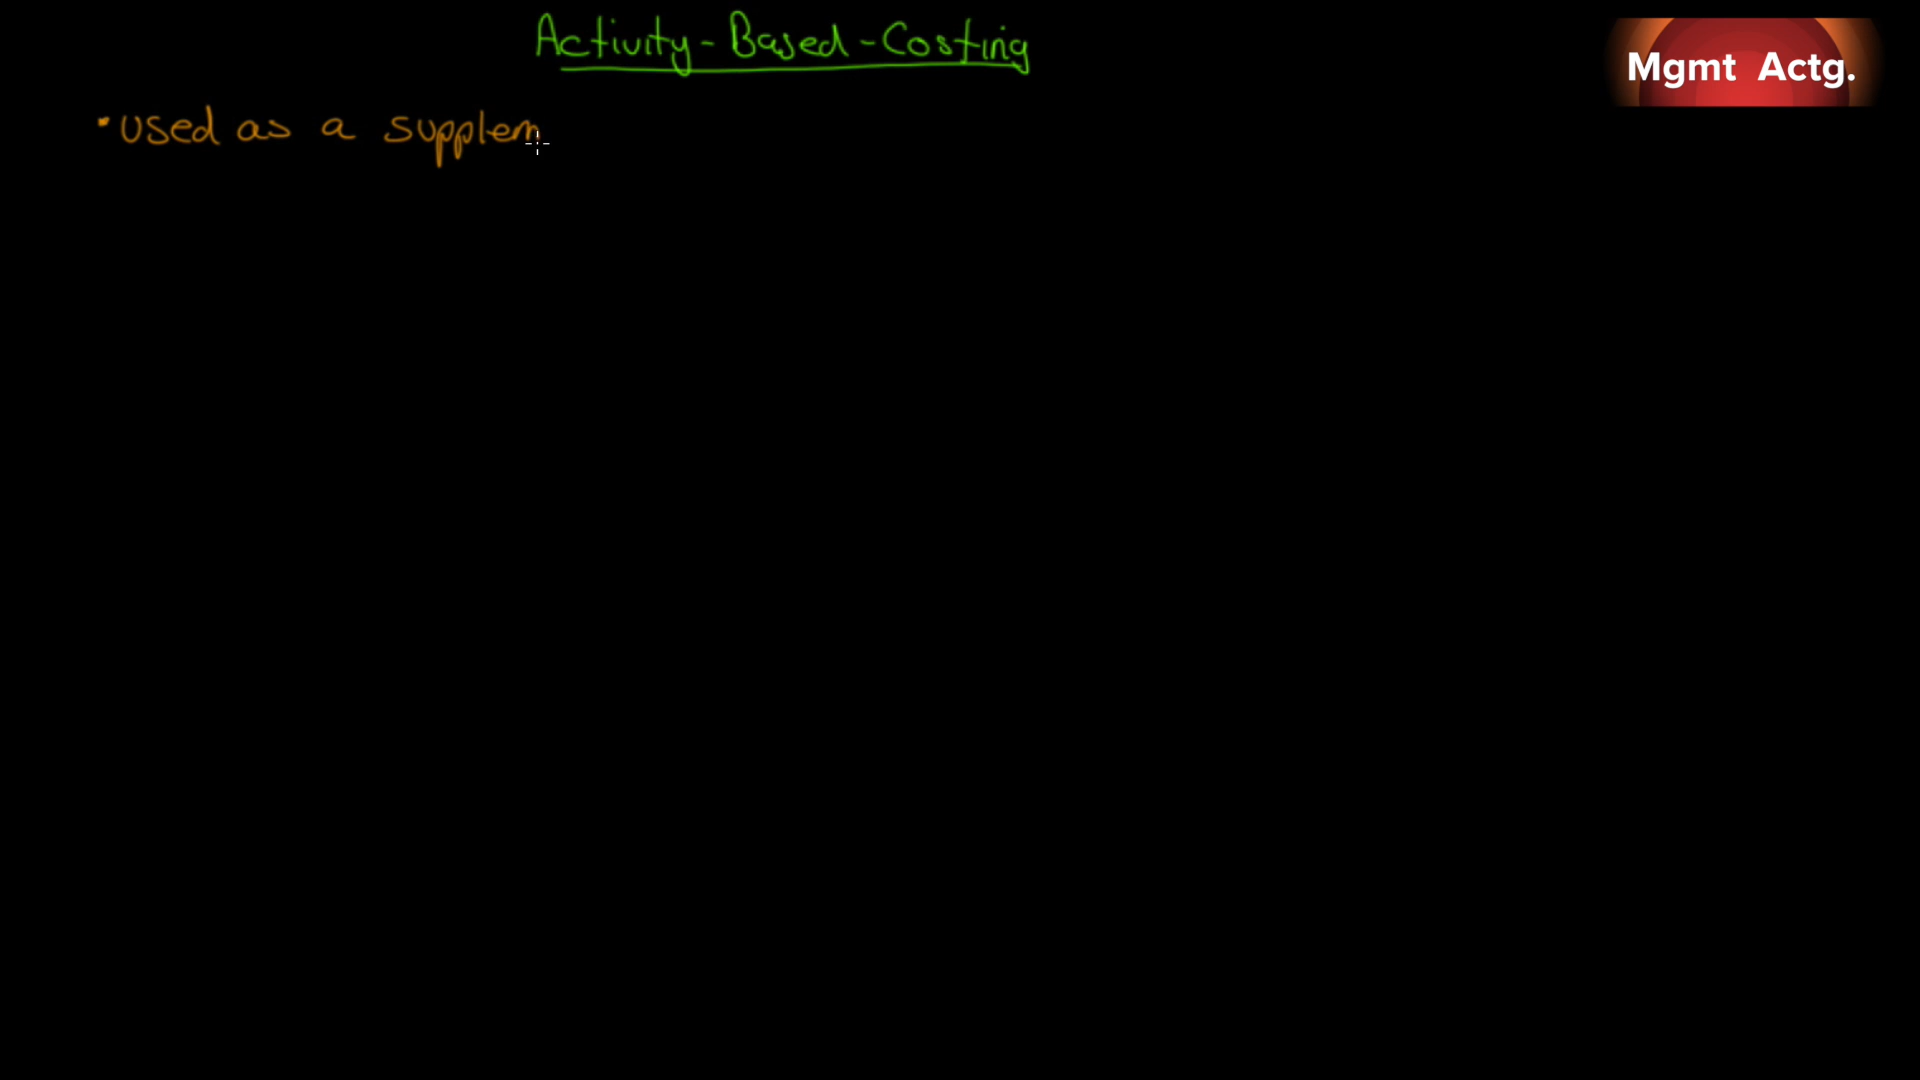 Activity-Based-Costing
Mgmt Actg.
• used as a supplem